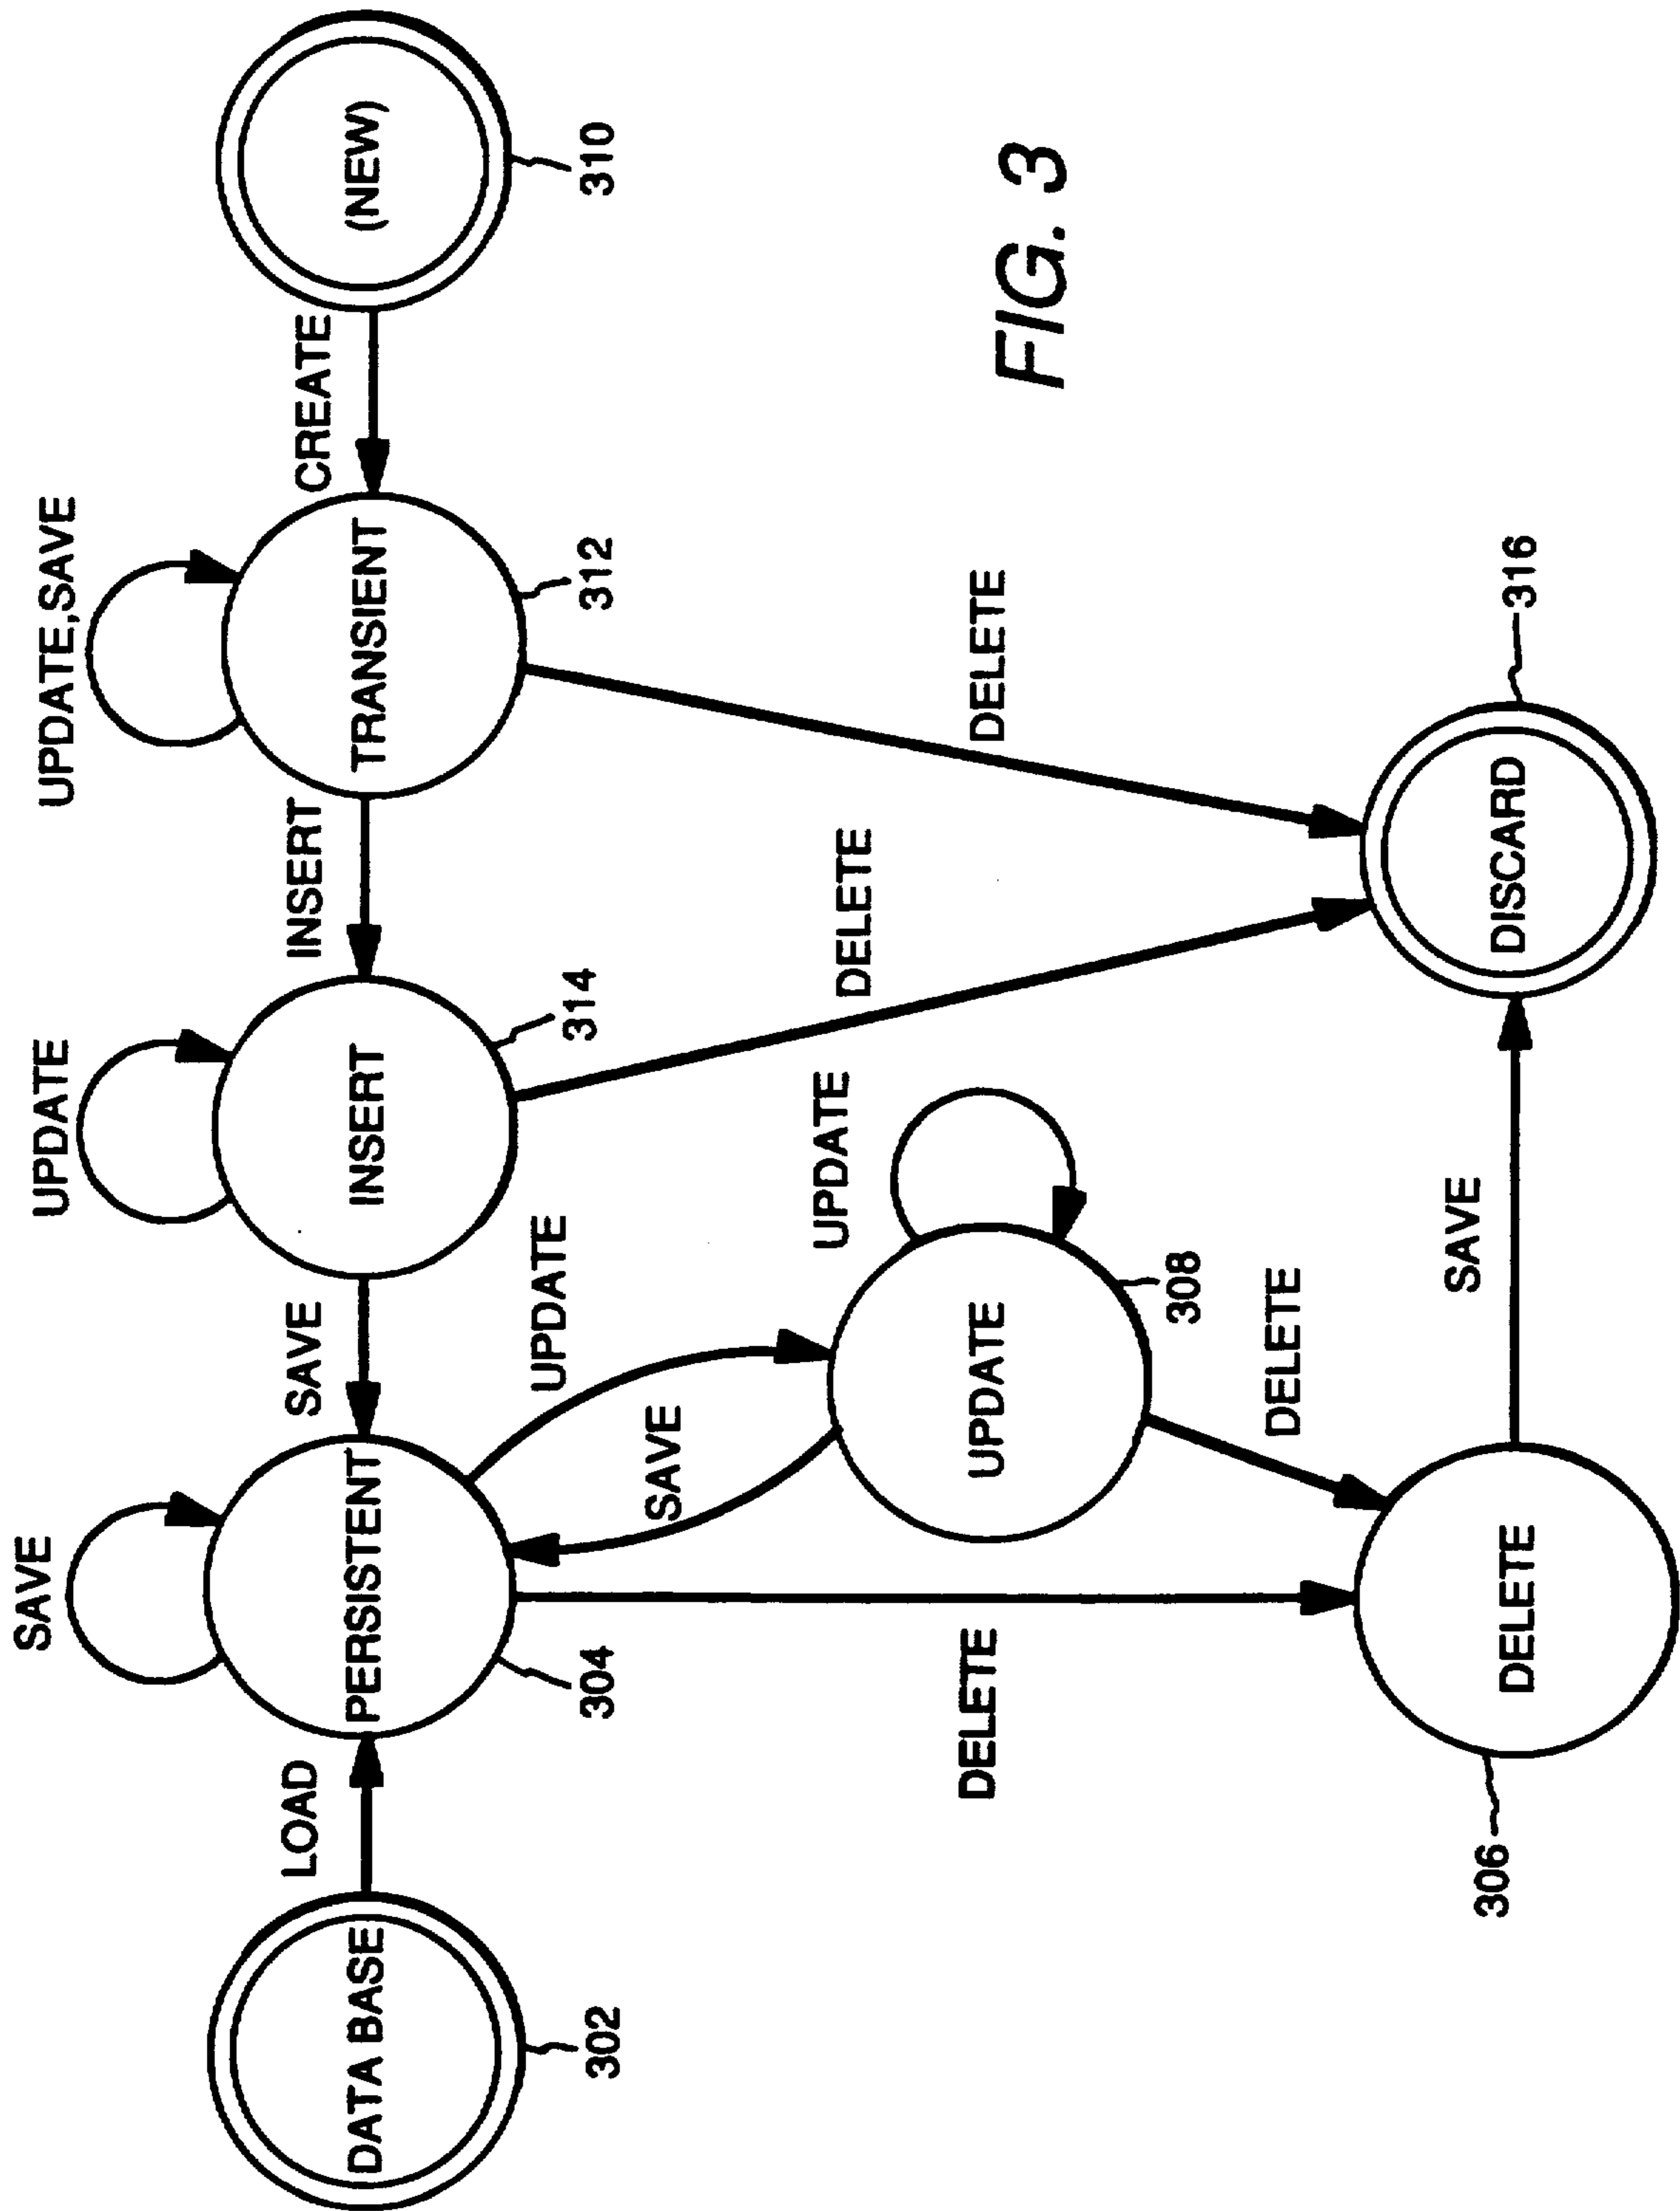 SAVE
UPDATE
UPDATE,SAVE
LOAD
SAVE
INSERT
CREATE
DATA BASE
PERSISTENT
INSERT
TRANSIENT
(NEW)
302
304
314
312
310
UPDATE
SAVE
UPDATE
DELETE
DELETE
DELETE
UPDATE
308
FIG. 3
DELETE
SAVE
306
DELETE
DISCARD
316